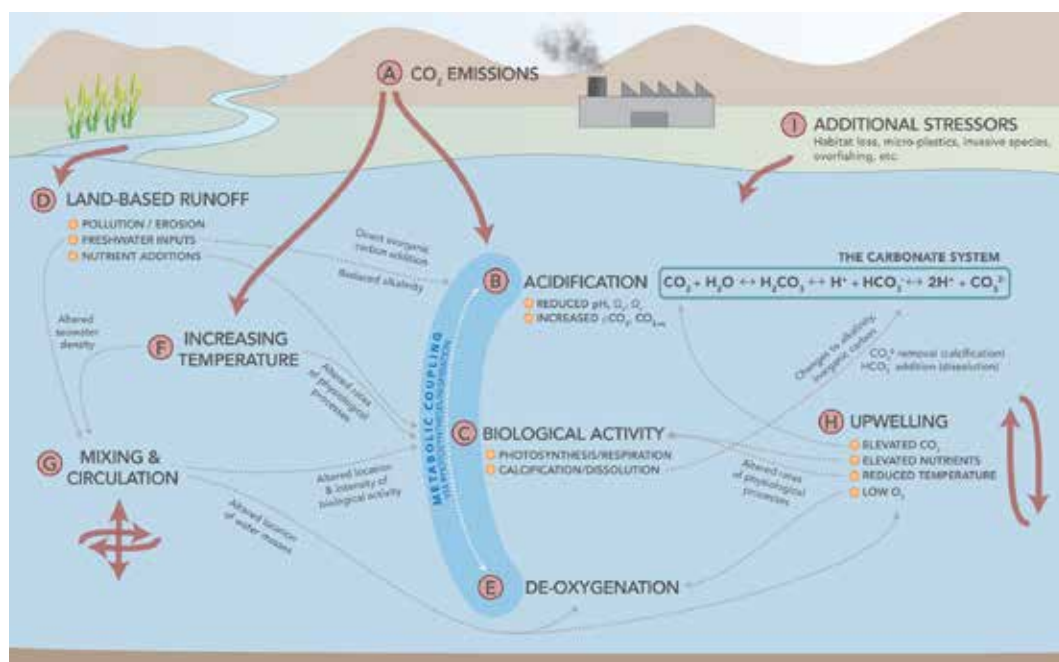 A CO₂ EMISSIONS
I ADDITIONAL STRESSORS
Habitat loss, micro-plastics, invasive species,
overfishing, etc.
D LAND-BASED RUNOFF
POLLUTION / EROSION
FRESHWATER INPUTS
NUTRIENT ADDITIONS
Direct inorganic
carbon addition
Reduced alkalinity
THE CARBONATE SYSTEM
CO₂ + H₂O ↔ H₂CO₃ ↔ H⁺ + HCO₃⁻ ↔ 2H⁺ + CO₃²⁻
B ACIDIFICATION
REDUCED pH,
INCREASED pCO₂,
Altered
seawater
density
F INCREASING
TEMPERATURE
Altered rates
of physiological
processes
METABOLIC COUPLING
VIA PHOTOSYNTHESIS/RESPIRATION
Changes to alkalinity,
inorganic carbon
CO₃²⁻ removal (calcification)
HCO₃⁻ addition (dissolution)
C BIOLOGICAL ACTIVITY
PHOTOSYNTHESIS/RESPIRATION
CALCIFICATION/DISSOLUTION
H UPWELLING
ELEVATED CO₂
ELEVATED NUTRIENTS
REDUCED TEMPERATURE
LOW O₂
G MIXING &
CIRCULATION
Altered location
& intensity of
biological activity
Altered rates
of physiological
processes
Altered location
of water masses
E DE-OXYGENATION